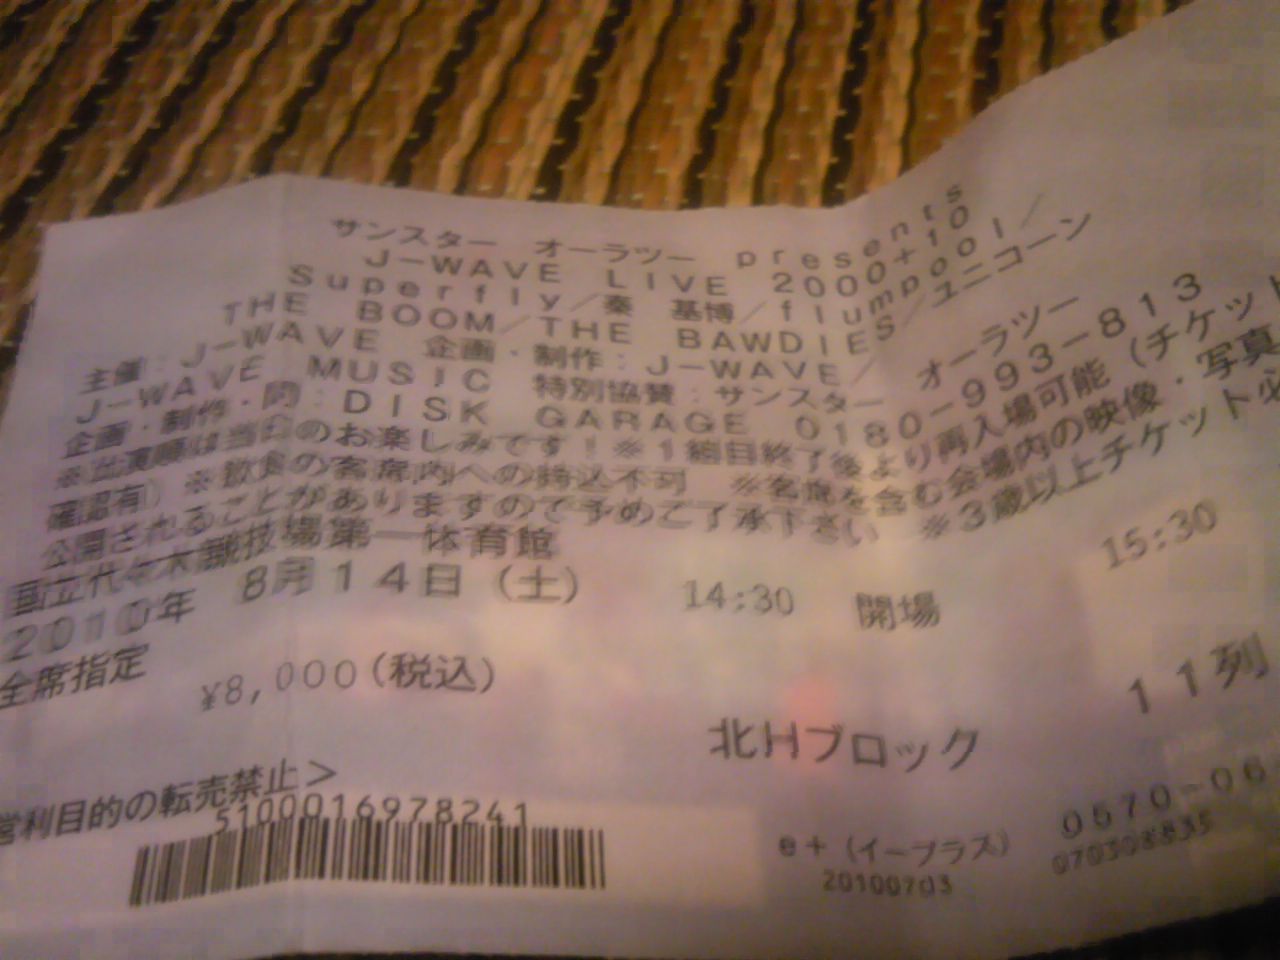 サンスター オーラツー presents
J-WAVE LIVE 2000+10
Superfly/秦 基博/flumpool/
THE BOOM/THE BAWDIES/ユニコーン
主催:J-WAVE 企画・制作:J-WAVE/
J-WAVE MUSIC 特別協賛:サンスター オーラツー
企画・制作・問:DISK GARAGE 0180-993-813
※出演順は当日のお楽しみです!※1組目終了後より再入場可能(チケット
確認有) ※飲食の客席内への持込不可 ※客席を含む会場内の映像・写真
公開されることがありますので予めご了承下さい ※3歳以上チケット必
国立代々木競技場第一体育館
2010年 8月14日(土) 14:30 開場 15:30
全席指定
¥8,000(税込)
北Hブロック 11列
営利目的の転売禁止>
5100016978241
e+(イープラス) 0570-06
20100703 070308835